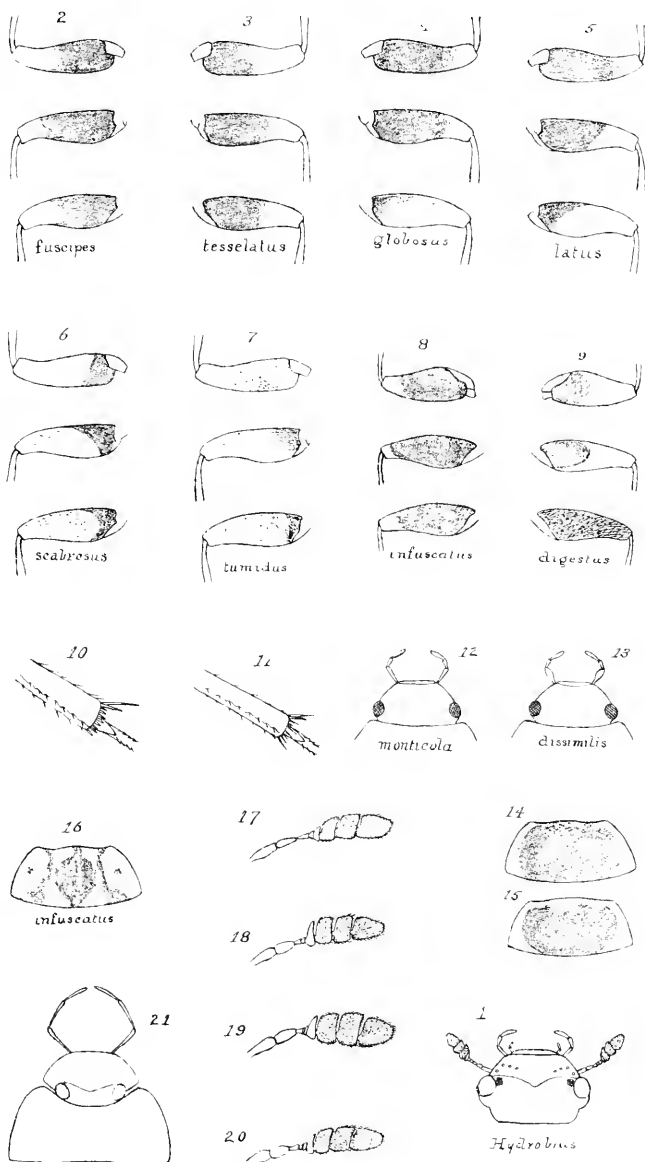 2 3 4 5
fuscipes tesselatus globosus latus
6 7 8 9
scabrosus tumidus infuscatus digestus
10 11 12 13
monticola dissimilis
16 17 14
15
infuscatus
18
21 19 1
20 Hydrobius